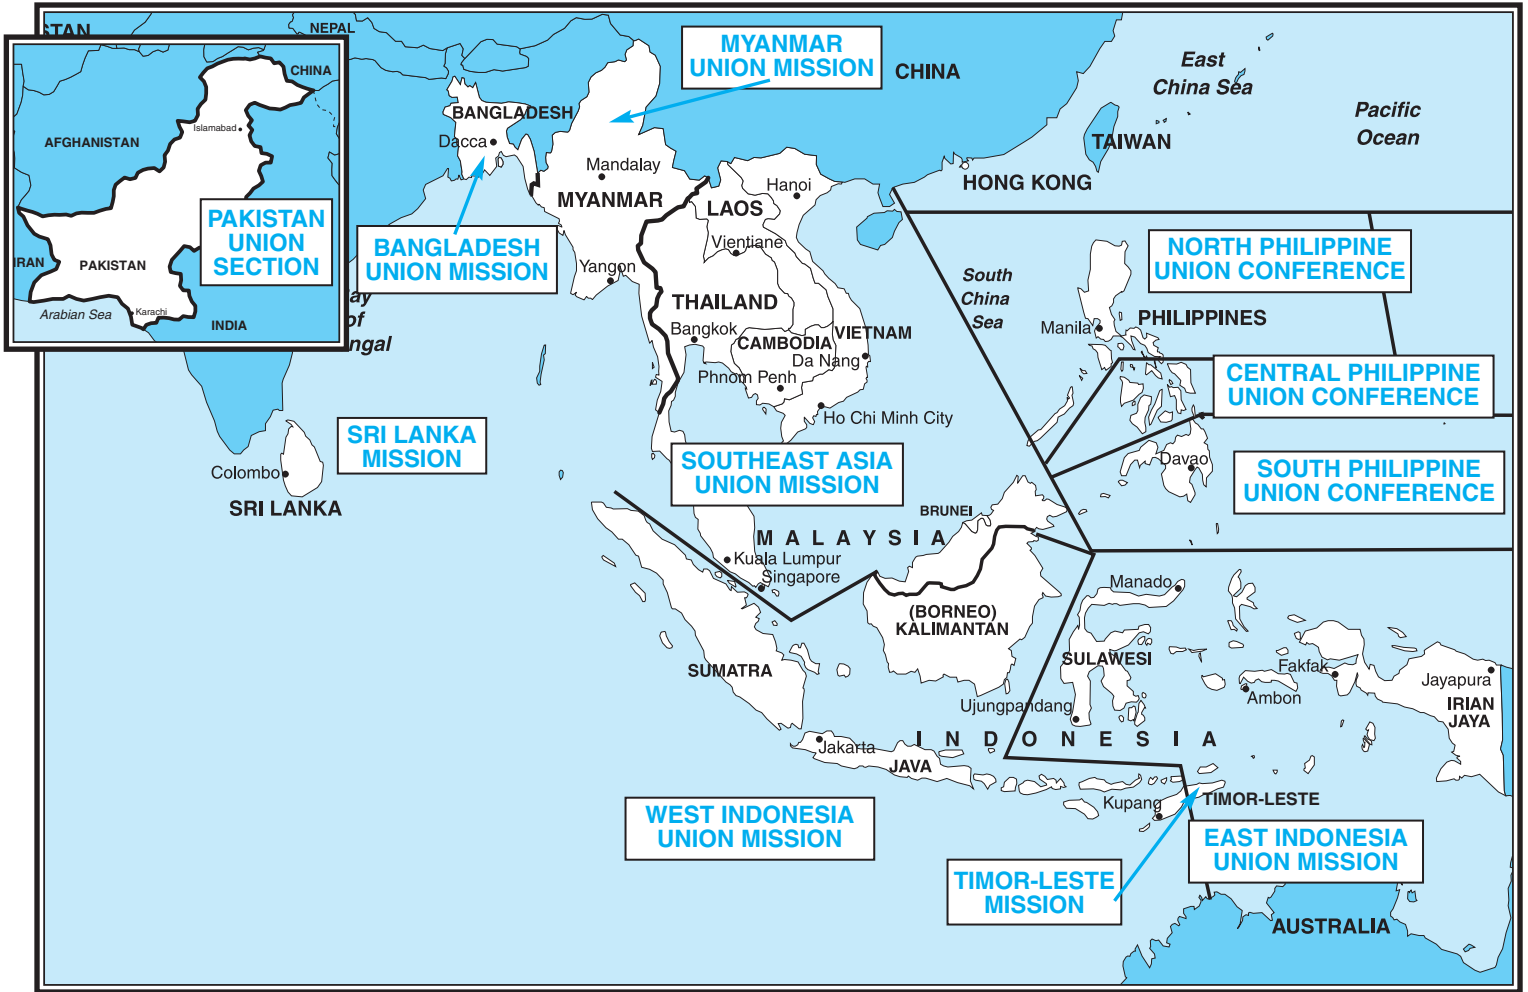 STAN
NEPAL
CHINA
AFGHANISTAN
Islamabad
PAKISTAN
UNION
SECTION
IRAN
PAKISTAN
Arabian Sea
Karachi
INDIA
ay
of
ngal
MYANMAR
UNION MISSION
CHINA
East
China Sea
Pacific
Ocean
BANGLADESH
Dacca
TAIWAN
Mandalay
HONG KONG
Hanoi
MYANMAR
LAOS
BANGLADESH
UNION MISSION
Vientiane
Yangon
NORTH PHILIPPINE
UNION CONFERENCE
South
China
Sea
THAILAND
Bangkok
CAMBODIA
VIETNAM
Da Nang
Phnom Penh
Ho Chi Minh City
Manila
PHILIPPINES
CENTRAL PHILIPPINE
UNION CONFERENCE
SRI LANKA
MISSION
Colombo
SRI LANKA
SOUTHEAST ASIA
UNION MISSION
Davao
SOUTH PHILIPPINE
UNION CONFERENCE
BRUNEI
MALAYSIA
Kuala Lumpur
Singapore
Manado
(BORNEO)
KALIMANTAN
SUMATRA
SULAWESI
Fakfak
Jayapura
Ambon
IRIAN
JAYA
Ujungpandang
INDONESIA
Jakarta
JAVA
Kupang
TIMOR-LESTE
WEST INDONESIA
UNION MISSION
EAST INDONESIA
UNION MISSION
TIMOR-LESTE
MISSION
AUSTRALIA